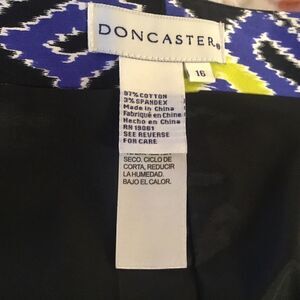 DONCASTER®
16
97% COTTON
3% SPANDEX
Made in China
Fabriqué en China
Hecho en China
RN 19061
SEE REVERSE
FOR CARE
SECO. CICLO DE
CORTA, REDUCIR
LA HUMEDAD.
BAJO EL CALOR.